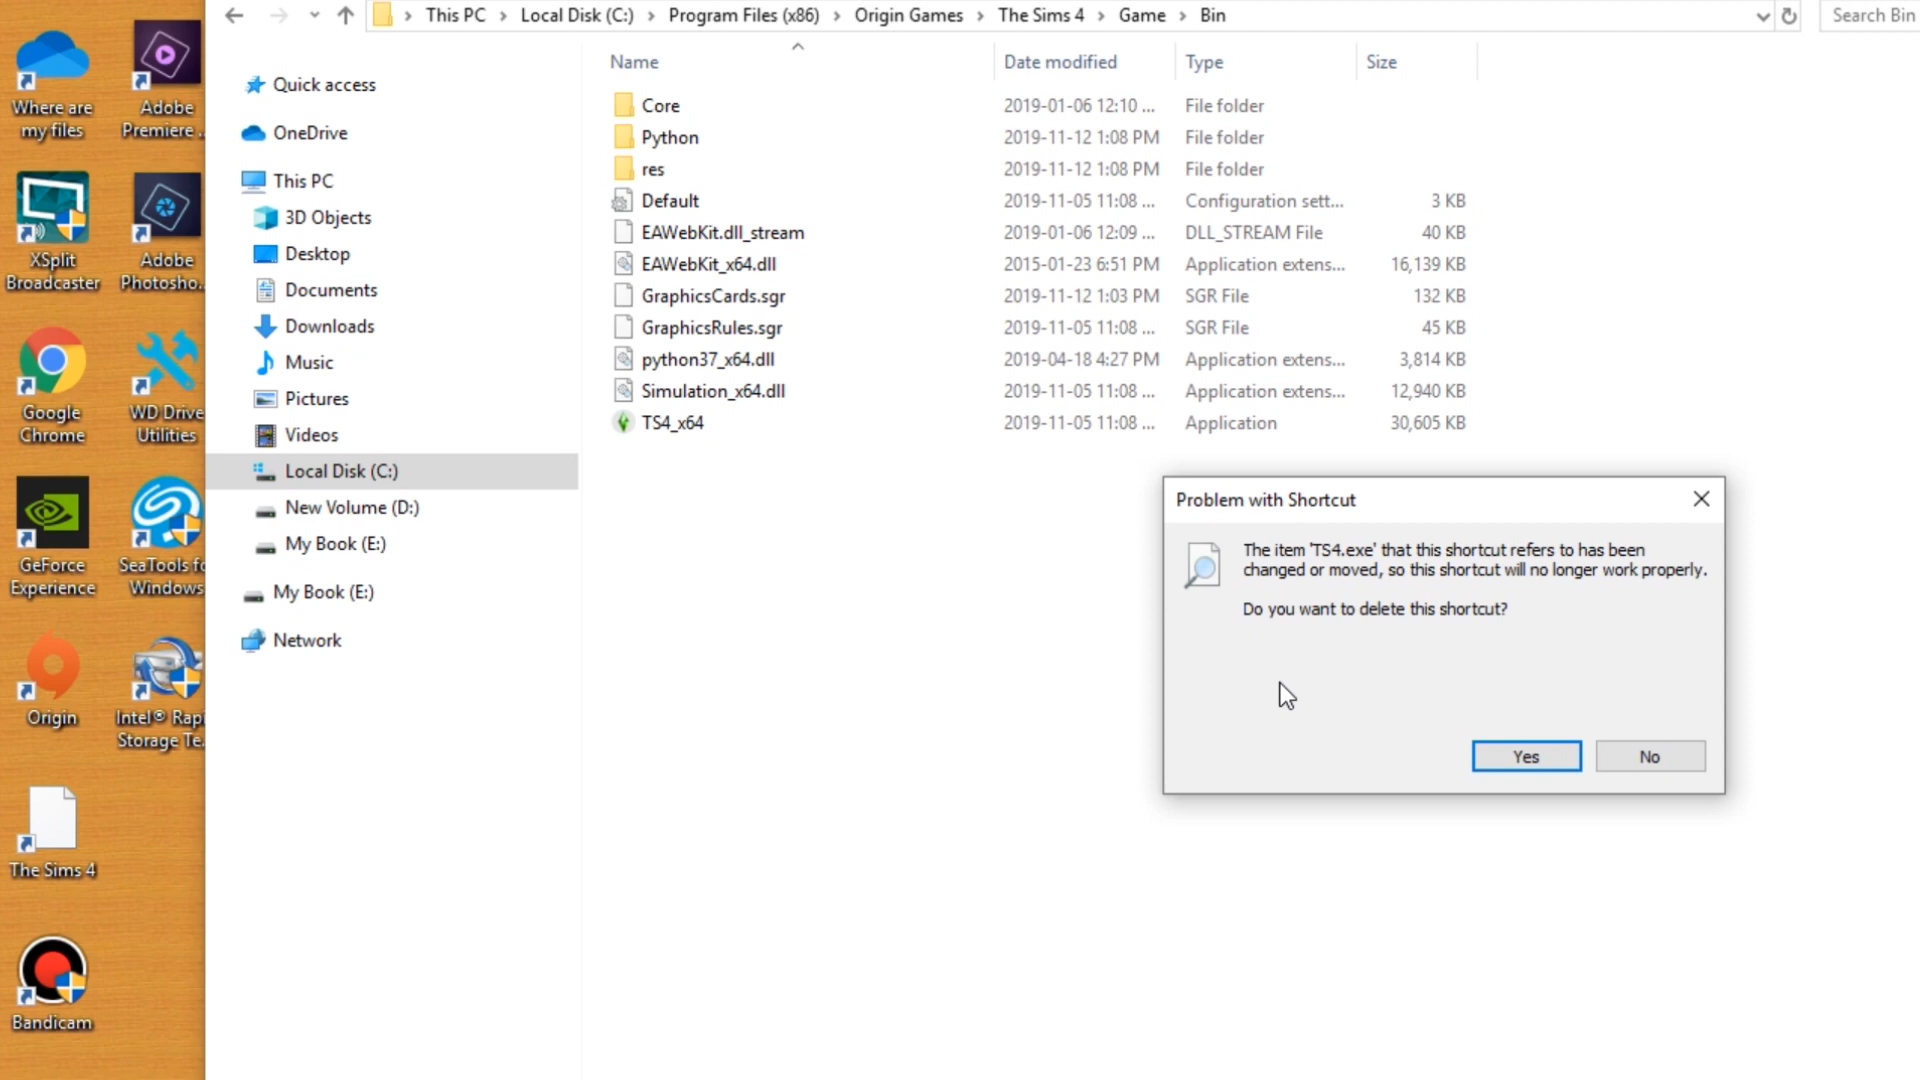 This PC > Local Disk (C:) > Program Files (x86) > Origin Games > The Sims 4 > Game > Bin
Search Bin
Where are my files
Adobe Premiere ...
XSplit Broadcaster
Adobe Photosho...
Google Chrome
WD Drive Utilities
GeForce Experience
SeaTools fo Windows
Origin
Intel® Rapi Storage Te...
The Sims 4
Bandicam
Quick access
OneDrive
This PC
3D Objects
Desktop
Documents
Downloads
Music
Pictures
Videos
Local Disk (C:)
New Volume (D:)
My Book (E:)
My Book (E:)
Network
Name Date modified Type Size
Core 2019-01-06 12:10 ... File folder
Python 2019-11-12 1:08 PM File folder
res 2019-11-12 1:08 PM File folder
Default 2019-11-05 11:08 ... Configuration sett... 3 KB
EAWebKit.dll_stream 2019-01-06 12:09 ... DLL_STREAM File 40 KB
EAWebKit_x64.dll 2015-01-23 6:51 PM Application extens... 16,139 KB
GraphicsCards.sgr 2019-11-12 1:03 PM SGR File 132 KB
GraphicsRules.sgr 2019-11-05 11:08 ... SGR File 45 KB
python37_x64.dll 2019-04-18 4:27 PM Application extens... 3,814 KB
Simulation_x64.dll 2019-11-05 11:08 ... Application extens... 12,940 KB
TS4_x64 2019-11-05 11:08 ... Application 30,605 KB
Problem with Shortcut
The item 'TS4.exe' that this shortcut refers to has been
changed or moved, so this shortcut will no longer work properly.
Do you want to delete this shortcut?
Yes No